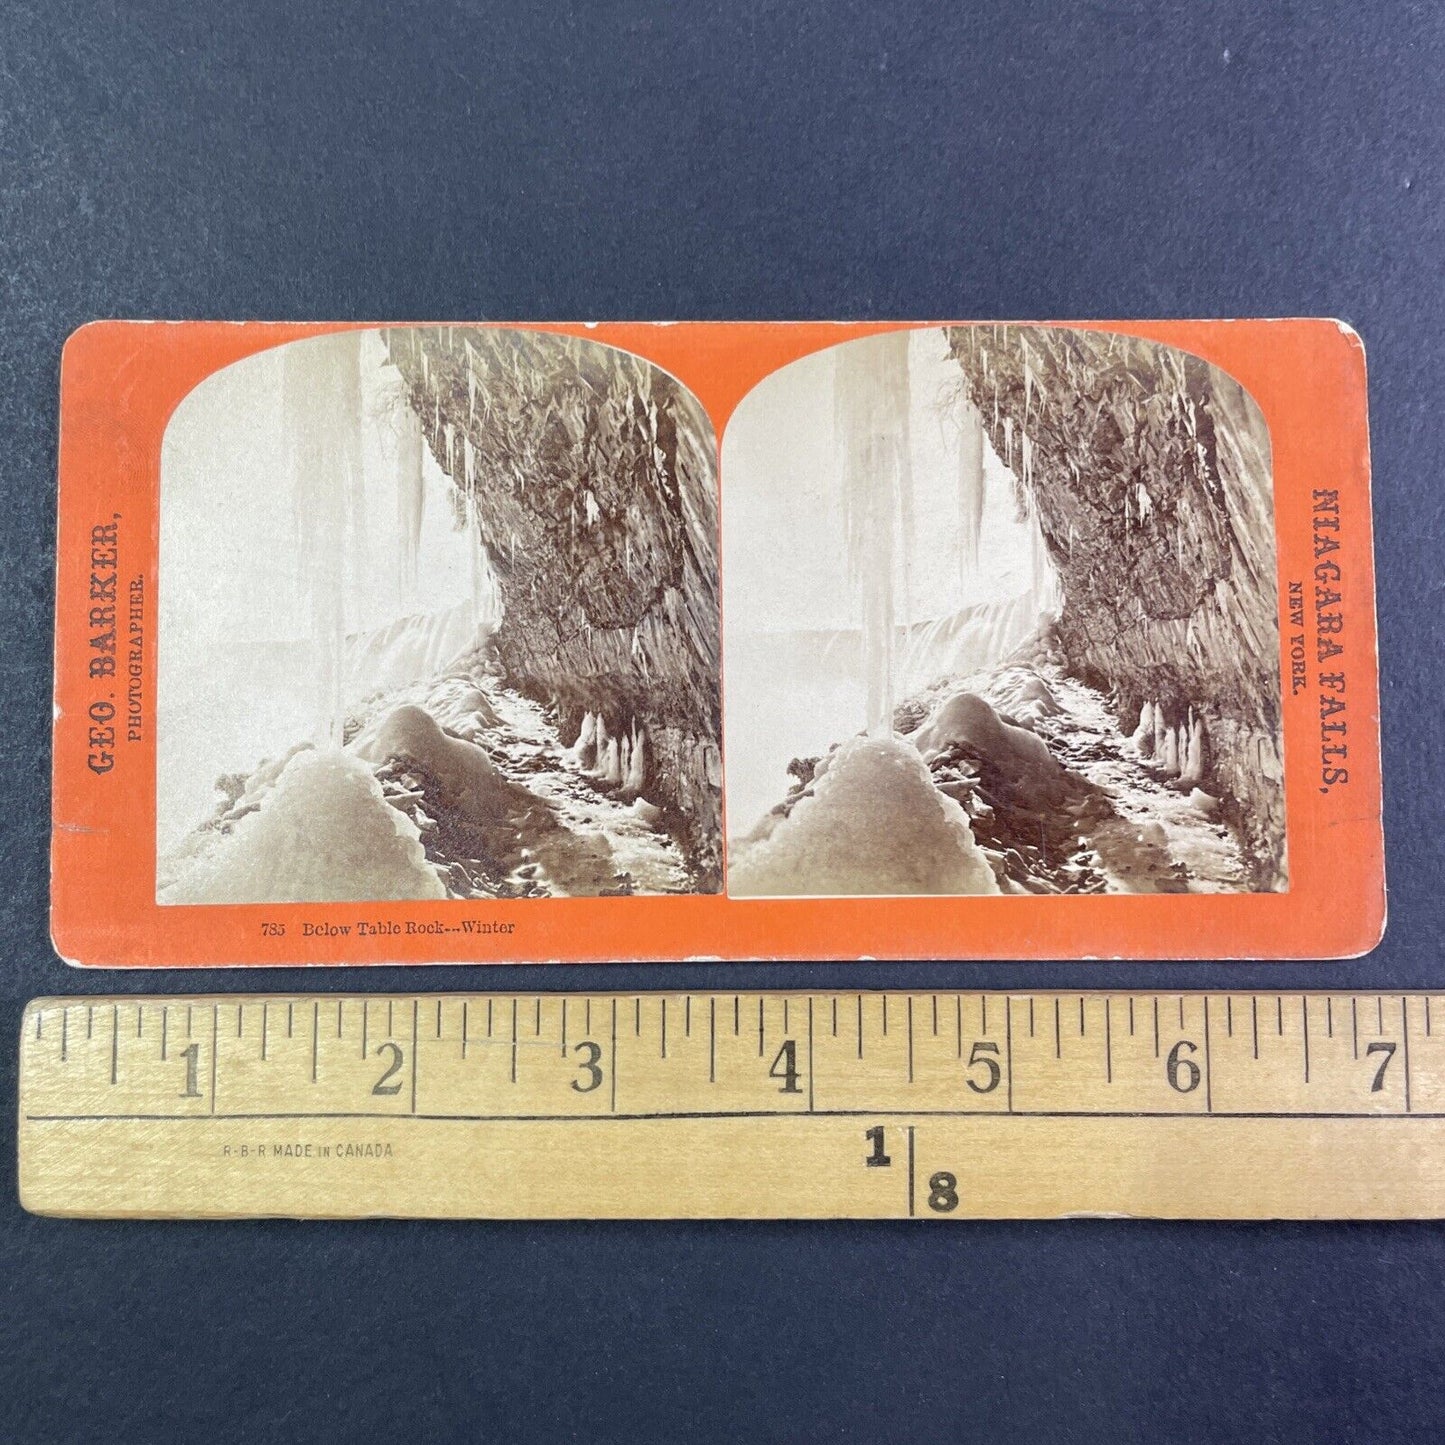 GEO. BARKER,
PHOTOGRAPHER.
NIAGARA FALLS,
NEW YORK.
785 Below Table Rock--Winter
1 2 3 4 5 6 7
R-B-R MADE IN CANADA
1
8